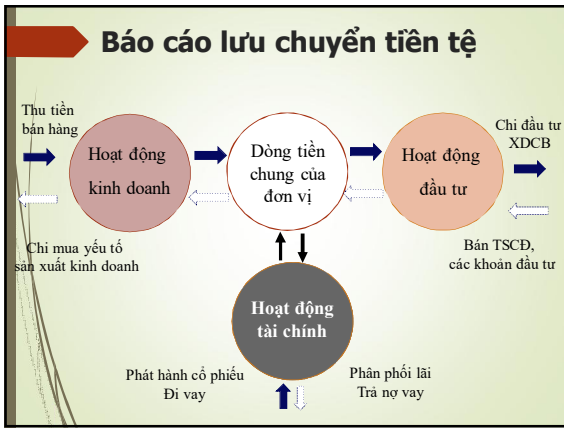 Báo cáo lưu chuyển tiền tệ
Thu tiền
bán hàng
Hoạt động
kinh doanh
Chi mua yếu tố
sản xuất kinh doanh
Dòng tiền
chung của
đơn vị
Hoạt động
đầu tư
Chi đầu tư
XDCB
Bán TSCĐ,
các khoản đầu tư
Hoạt động
tài chính
Phát hành cổ phiếu
Đi vay
Phân phối lãi
Trả nợ vay